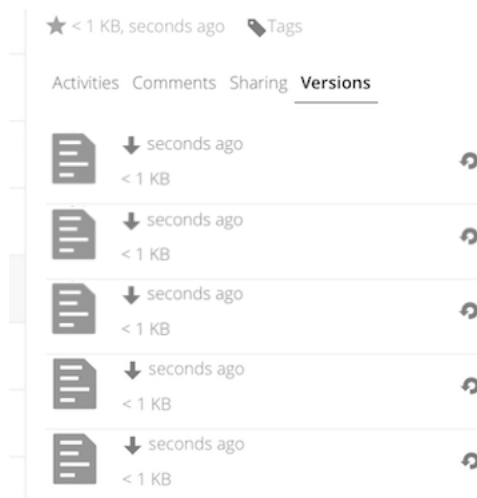 < 1 KB, seconds ago Tags
Activities Comments Sharing Versions
seconds ago
< 1 KB
seconds ago
< 1 KB
seconds ago
< 1 KB
seconds ago
< 1 KB
seconds ago
< 1 KB